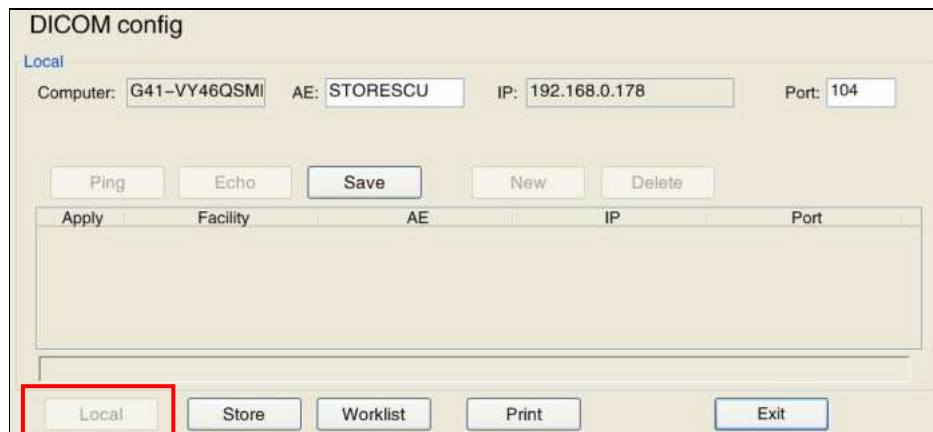 DICOM config
Local
Computer: G41-VY46QSMI AE: STORESCU IP: 192.168.0.178 Port: 104
Ping Echo Save New Delete
Apply Facility AE IP Port
Local Store Worklist Print Exit